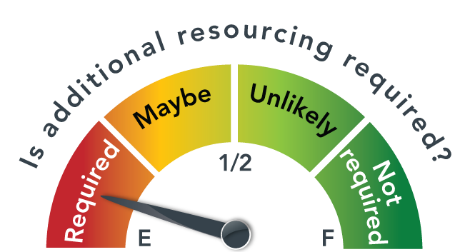 Is additional resourcing required?
Required
Maybe
Unlikely
Not
required
E
1/2
F